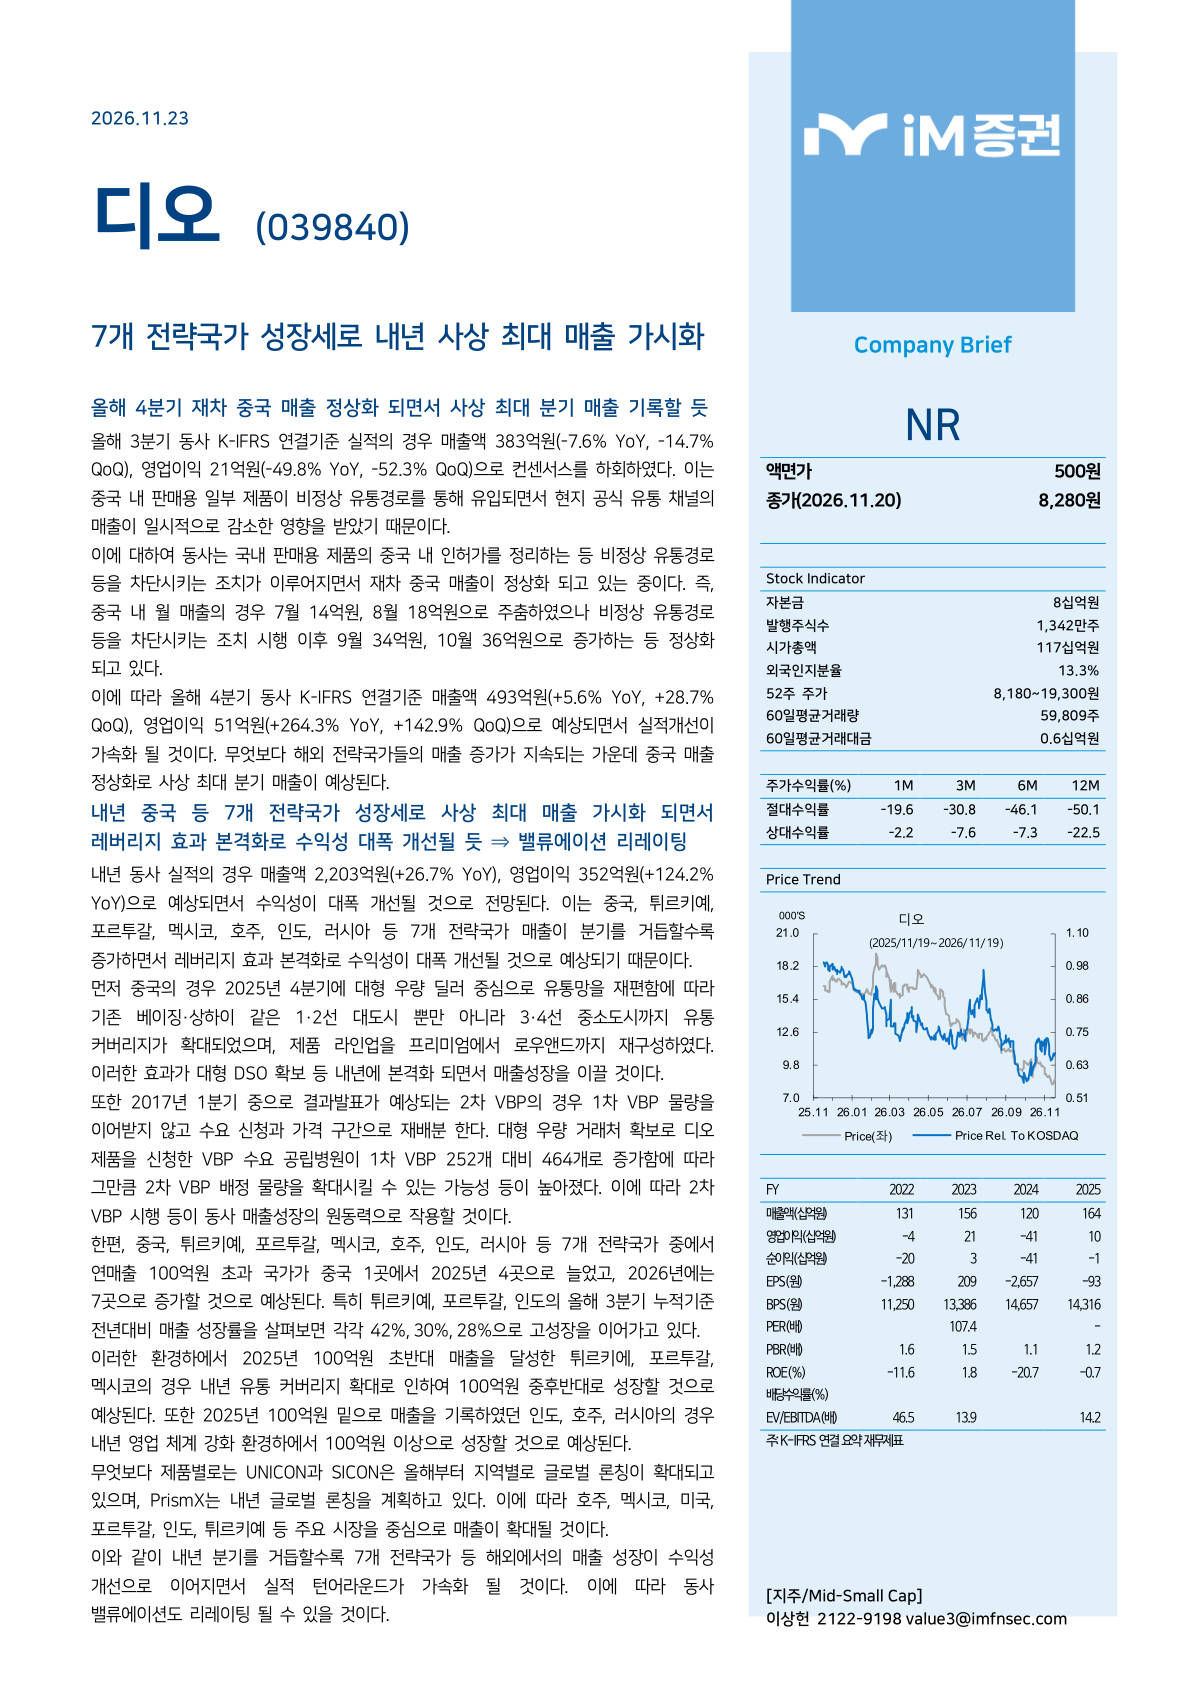 2026.11.23
디오 (039840)
7개 전략국가 성장세로 내년 사상 최대 매출 가시화
올해 4분기 재차 중국 매출 정상화 되면서 사상 최대 분기 매출 기록할 듯
올해 3분기 동사 K-IFRS 연결기준 실적의 경우 매출액 383억원(-7.6% YoY, -14.7%
QoQ), 영업이익 21억원(-49.8% YoY, -52.3% QoQ)으로 컨센서스를 하회하였다. 이는
중국 내 판매용 일부 제품이 비정상 유통경로를 통해 유입되면서 현지 공식 유통 채널의
매출이 일시적으로 감소한 영향을 받았기 때문이다.
이에 대하여 동사는 국내 판매용 제품의 중국 내 인허가를 정리하는 등 비정상 유통경로
등을 차단시키는 조치가 이루어지면서 재차 중국 매출이 정상화 되고 있는 중이다. 즉,
중국 내 월 매출의 경우 7월 14억원, 8월 18억원으로 주춤하였으나 비정상 유통경로
등을 차단시키는 조치 시행 이후 9월 34억원, 10월 36억원으로 증가하는 등 정상화
되고 있다.
이에 따라 올해 4분기 동사 K-IFRS 연결기준 매출액 493억원(+5.6% YoY, +28.7%
QoQ), 영업이익 51억원(+264.3% YoY, +142.9% QoQ)으로 예상되면서 실적개선이
가속화 될 것이다. 무엇보다 해외 전략국가들의 매출 증가가 지속되는 가운데 중국 매출
정상화로 사상 최대 분기 매출이 예상된다.
내년 중국 등 7개 전략국가 성장세로 사상 최대 매출 가시화 되면서
레버리지 효과 본격화로 수익성 대폭 개선될 듯 ⇒ 밸류에이션 리레이팅
내년 동사 실적의 경우 매출액 2,203억원(+26.7% YoY), 영업이익 352억원(+124.2%
YoY)으로 예상되면서 수익성이 대폭 개선될 것으로 전망된다. 이는 중국, 튀르키예,
포르투갈, 멕시코, 호주, 인도, 러시아 등 7개 전략국가 매출이 분기를 거듭할수록
증가하면서 레버리지 효과 본격화로 수익성이 대폭 개선될 것으로 예상되기 때문이다.
먼저 중국의 경우 2025년 4분기에 대형 우량 딜러 중심으로 유통망을 재편함에 따라
기존 베이징·상하이 같은 1·2선 대도시 뿐만 아니라 3·4선 중소도시까지 유통
커버리지가 확대되었으며, 제품 라인업을 프리미엄에서 로우앤드까지 재구성하였다.
이러한 효과가 대형 DSO 확보 등 내년에 본격화 되면서 매출성장을 이끌 것이다.
또한 2017년 1분기 중으로 결과발표가 예상되는 2차 VBP의 경우 1차 VBP 물량을
이어받지 않고 수요 신청과 가격 구간으로 재배분 한다. 대형 우량 거래처 확보로 디오
제품을 신청한 VBP 수요 공립병원이 1차 VBP 252개 대비 464개로 증가함에 따라
그만큼 2차 VBP 배정 물량을 확대시킬 수 있는 가능성 등이 높아졌다. 이에 따라 2차
VBP 시행 등이 동사 매출성장의 원동력으로 작용할 것이다.
한편, 중국, 튀르키예, 포르투갈, 멕시코, 호주, 인도, 러시아 등 7개 전략국가 중에서
연매출 100억원 초과 국가가 중국 1곳에서 2025년 4곳으로 늘었고, 2026년에는
7곳으로 증가할 것으로 예상된다. 특히 튀르키예, 포르투갈, 인도의 올해 3분기 누적기준
전년대비 매출 성장률을 살펴보면 각각 42%, 30%, 28%으로 고성장을 이어가고 있다.
이러한 환경하에서 2025년 100억원 초반대 매출을 달성한 튀르키에, 포르투갈,
멕시코의 경우 내년 유통 커버리지 확대로 인하여 100억원 중후반대로 성장할 것으로
예상된다. 또한 2025년 100억원 밑으로 매출을 기록하였던 인도, 호주, 러시아의 경우
내년 영업 체계 강화 환경하에서 100억원 이상으로 성장할 것으로 예상된다.
무엇보다 제품별로는 UNICON과 SICON은 올해부터 지역별로 글로벌 론칭이 확대되고
있으며, PrismX는 내년 글로벌 론칭을 계획하고 있다. 이에 따라 호주, 멕시코, 미국,
포르투갈, 인도, 튀르키예 등 주요 시장을 중심으로 매출이 확대될 것이다.
이와 같이 내년 분기를 거듭할수록 7개 전략국가 등 해외에서의 매출 성장이 수익성
개선으로 이어지면서 실적 턴어라운드가 가속화 될 것이다. 이에 따라 동사
밸류에이션도 리레이팅 될 수 있을 것이다.
iM증권
Company Brief
NR
액면가 500원
종가(2026.11.20) 8,280원
Stock Indicator
자본금 8십억원
발행주식수 1,342만주
시가총액 117십억원
외국인지분율 13.3%
52주 주가 8,180~19,300원
60일평균거래량 59,809주
60일평균거래대금 0.6십억원
주가수익률(%) 1M 3M 6M 12M
절대수익률 -19.6 -30.8 -46.1 -50.1
상대수익률 -2.2 -7.6 -7.3 -22.5
Price Trend
000'S 디오
(2025/11/19~2026/11/19)
21.0 1.10
18.2 0.98
15.4 0.86
12.6 0.75
9.8 0.63
7.0 0.51
25.11 26.01 26.03 26.05 26.07 26.09 26.11
Price(좌) Price Rel. To KOSDAQ
FY 2022 2023 2024 2025
매출액(십억원) 131 156 120 164
영업이익(십억원) -4 21 -41 10
순이익(십억원) -20 3 -41 -1
EPS(원) -1,288 209 -2,657 -93
BPS(원) 11,250 13,386 14,657 14,316
PER(배) 107.4 -
PBR(배) 1.6 1.5 1.1 1.2
ROE(%) -11.6 1.8 -20.7 -0.7
배당수익률(%)
EV/EBITDA(배) 46.5 13.9 14.2
주: K-IFRS 연결 요약 재무제표
[지주/Mid-Small Cap]
이상헌 2122-9198 value3@imfnsec.com